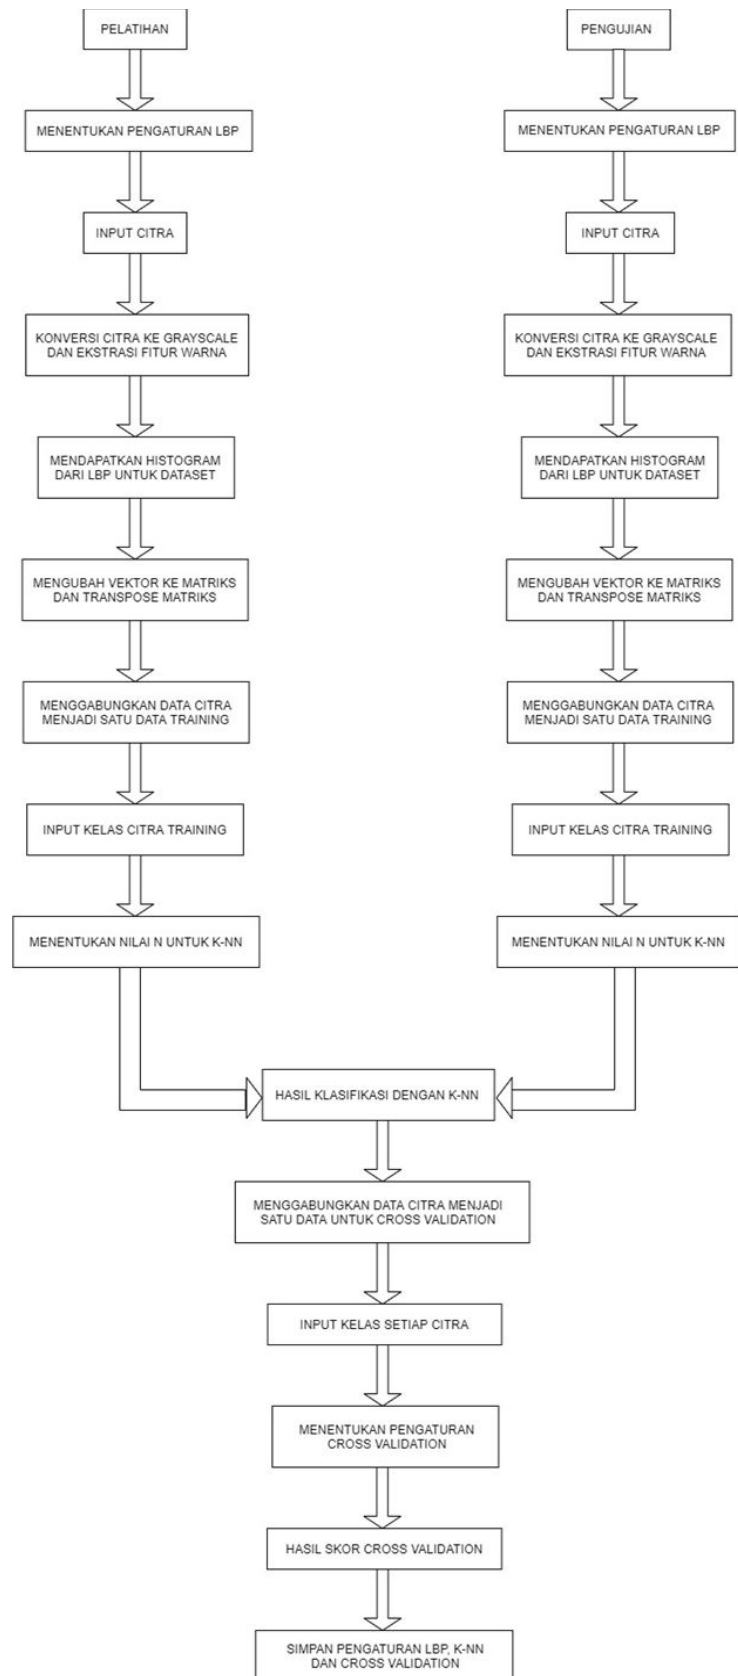 PELATIHAN
MENENTUKAN PENGATURAN LBP
INPUT CITRA
KONVERSI CITRA KE GRAYSCALE
DAN EKSTRASI FITUR WARNA
MENDAPATKAN HISTOGRAM
DARI LBP UNTUK DATASET
MENGUBAH VEKTOR KE MATRIKS
DAN TRANSPOSE MATRIKS
MENGGABUNGKAN DATA CITRA
MENJADI SATU DATA TRAINING
INPUT KELAS CITRA TRAINING
MENENTUKAN NILAI N UNTUK K-NN
PENGUJIAN
MENENTUKAN PENGATURAN LBP
INPUT CITRA
KONVERSI CITRA KE GRAYSCALE
DAN EKSTRASI FITUR WARNA
MENDAPATKAN HISTOGRAM
DARI LBP UNTUK DATASET
MENGUBAH VEKTOR KE MATRIKS
DAN TRANSPOSE MATRIKS
MENGGABUNGKAN DATA CITRA
MENJADI SATU DATA TRAINING
INPUT KELAS CITRA TRAINING
MENENTUKAN NILAI N UNTUK K-NN
HASIL KLASIFIKASI DENGAN K-NN
MENGGABUNGKAN DATA CITRA MENJADI
SATU DATA UNTUK CROSS VALIDATION
INPUT KELAS SETIAP CITRA
MENENTUKAN PENGATURAN
CROSS VALIDATION
HASIL SKOR CROSS VALIDATION
SIMPAN PENGATURAN LBP, K-NN
DAN CROSS VALIDATION